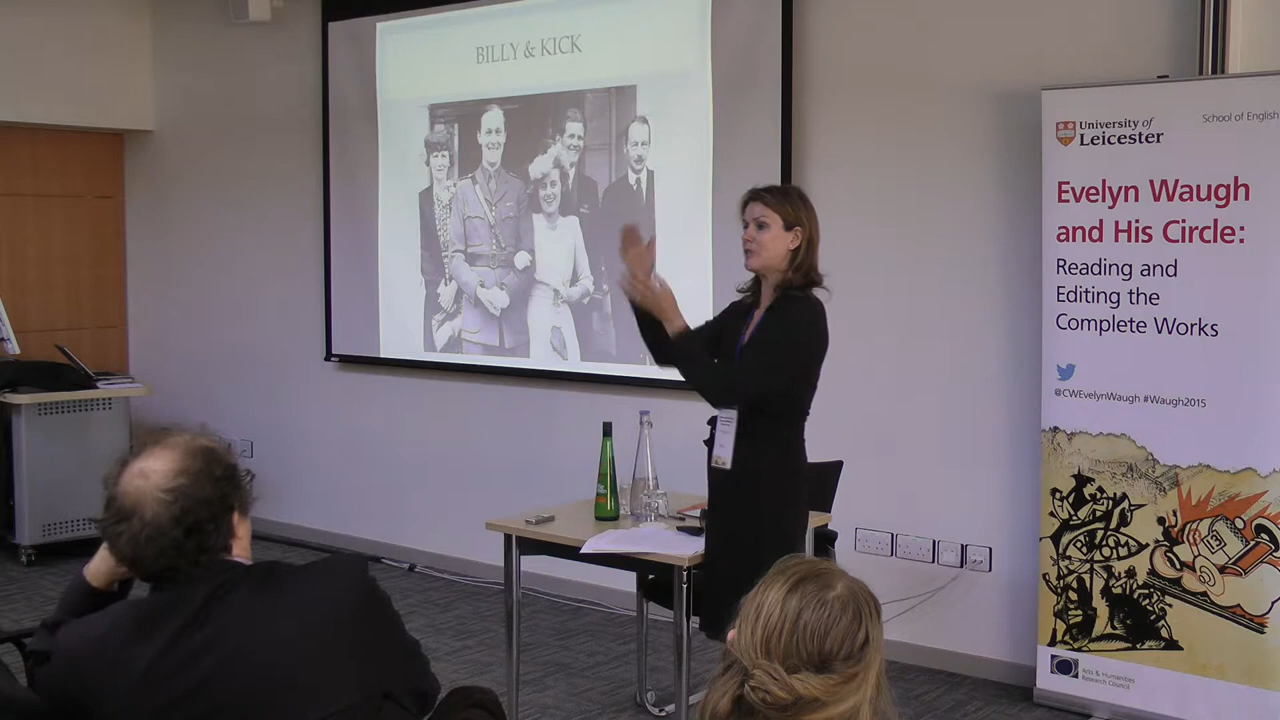 BILLY & KICK
University of
Leicester
School of English
Evelyn Waugh
and His Circle:
Reading and
Editing the
Complete Works
@CWEvelynWaugh #Waugh2015
Arts & Humanities
Research Council